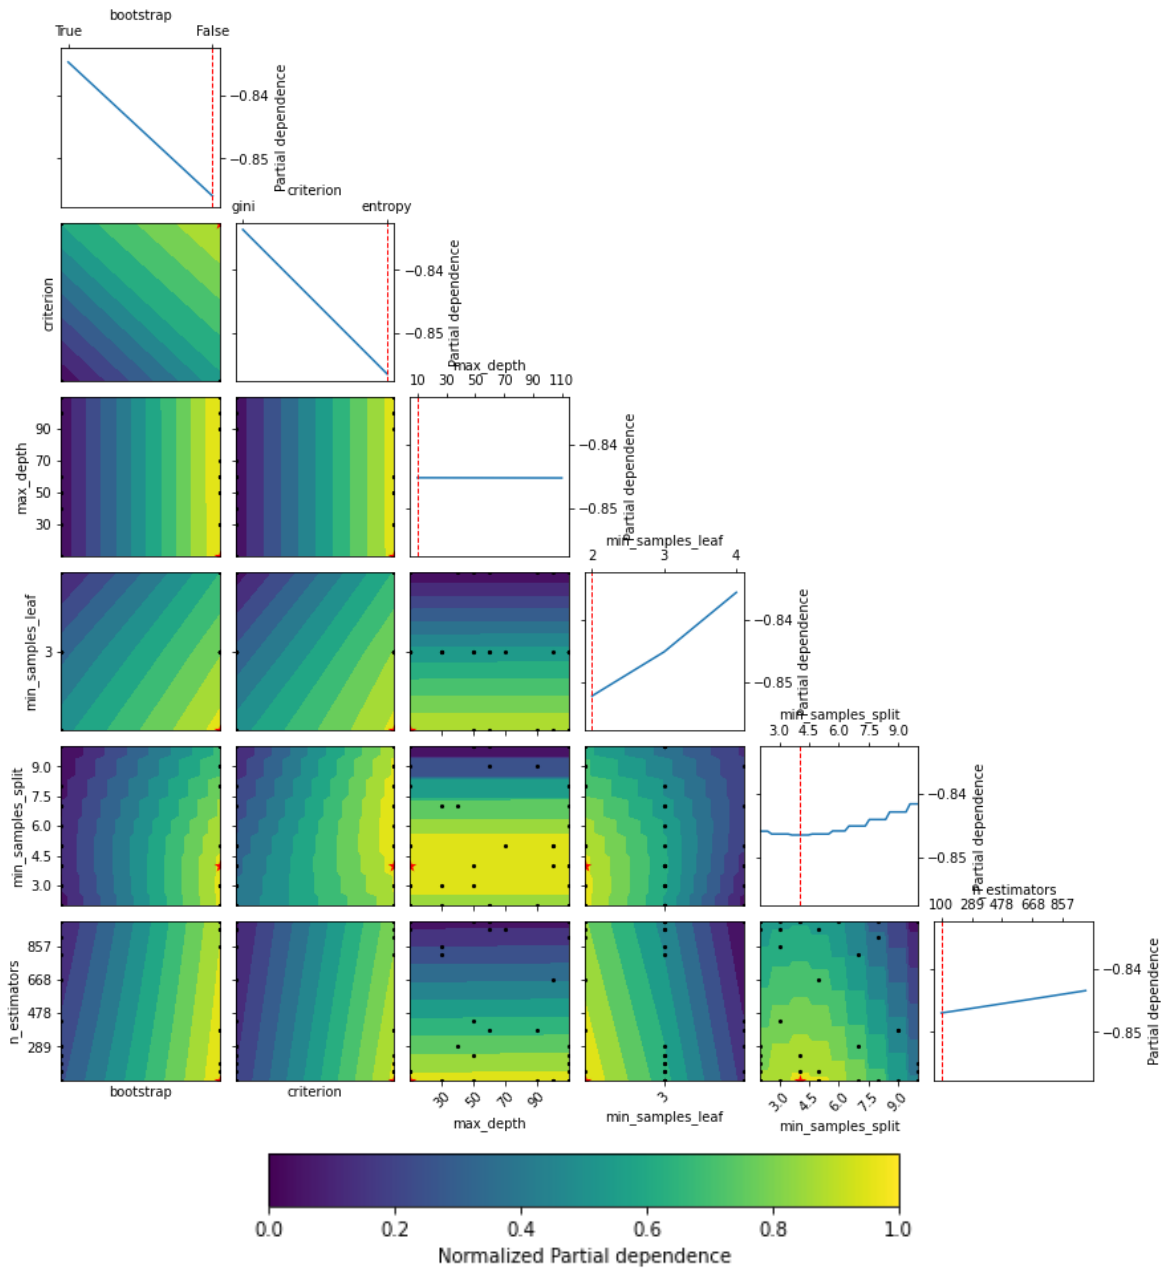 bootstrap
True False
−0.84
−0.85
Partial dependence
criterion
gini entropy
criterion
−0.84
−0.85
Partial dependence
max_depth
10 30 50 70 90 110
max_depth
90
70
50
30
−0.84
−0.85
Partial dependence
min_samples_leaf
2 3 4
min_samples_leaf
3
−0.84
−0.85
Partial dependence
min_samples_split
3.0 4.5 6.0 7.5 9.0
min_samples_split
9.0
7.5
6.0
4.5
3.0
−0.84
−0.85
Partial dependence
n_estimators
100 289 478 668 857
n_estimators
857
668
478
289
−0.84
−0.85
Partial dependence
bootstrap
criterion
30 50 70 90
max_depth
3
min_samples_leaf
3.0 4.5 6.0 7.5 9.0
min_samples_split
0.0 0.2 0.4 0.6 0.8 1.0
Normalized Partial dependence